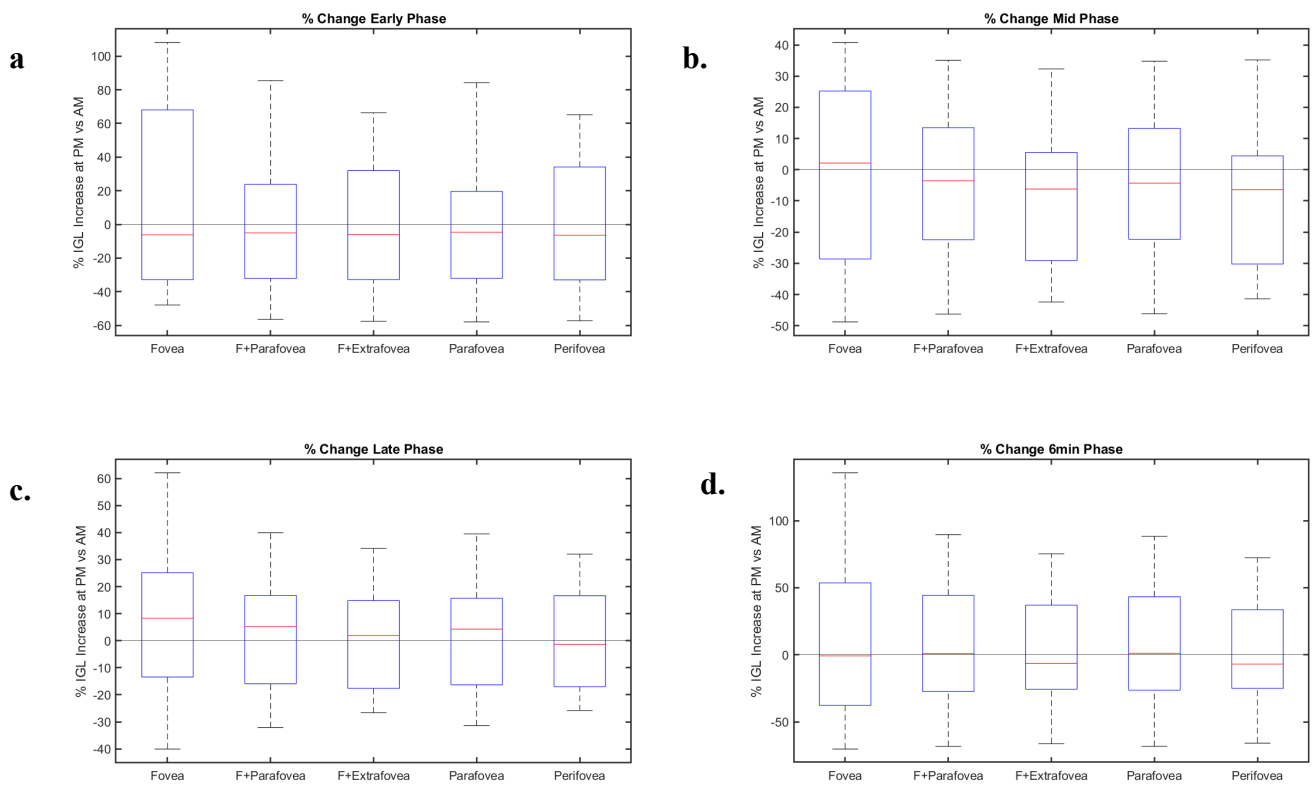 a
% Change Early Phase
% IGL Increase at PM vs AM
100
80
60
40
20
0
-20
-40
-60
Fovea F+Parafovea F+Extrafovea Parafovea Perifovea
b.
% Change Mid Phase
% IGL Increase at PM vs AM
40
30
20
10
0
-10
-20
-30
-40
-50
Fovea F+Parafovea F+Extrafovea Parafovea Perifovea
c.
% Change Late Phase
% IGL Increase at PM vs AM
60
50
40
30
20
10
0
-10
-20
-30
-40
Fovea F+Parafovea F+Extrafovea Parafovea Perifovea
d.
% Change 6min Phase
% IGL Increase at PM vs AM
100
50
0
-50
Fovea F+Parafovea F+Extrafovea Parafovea Perifovea